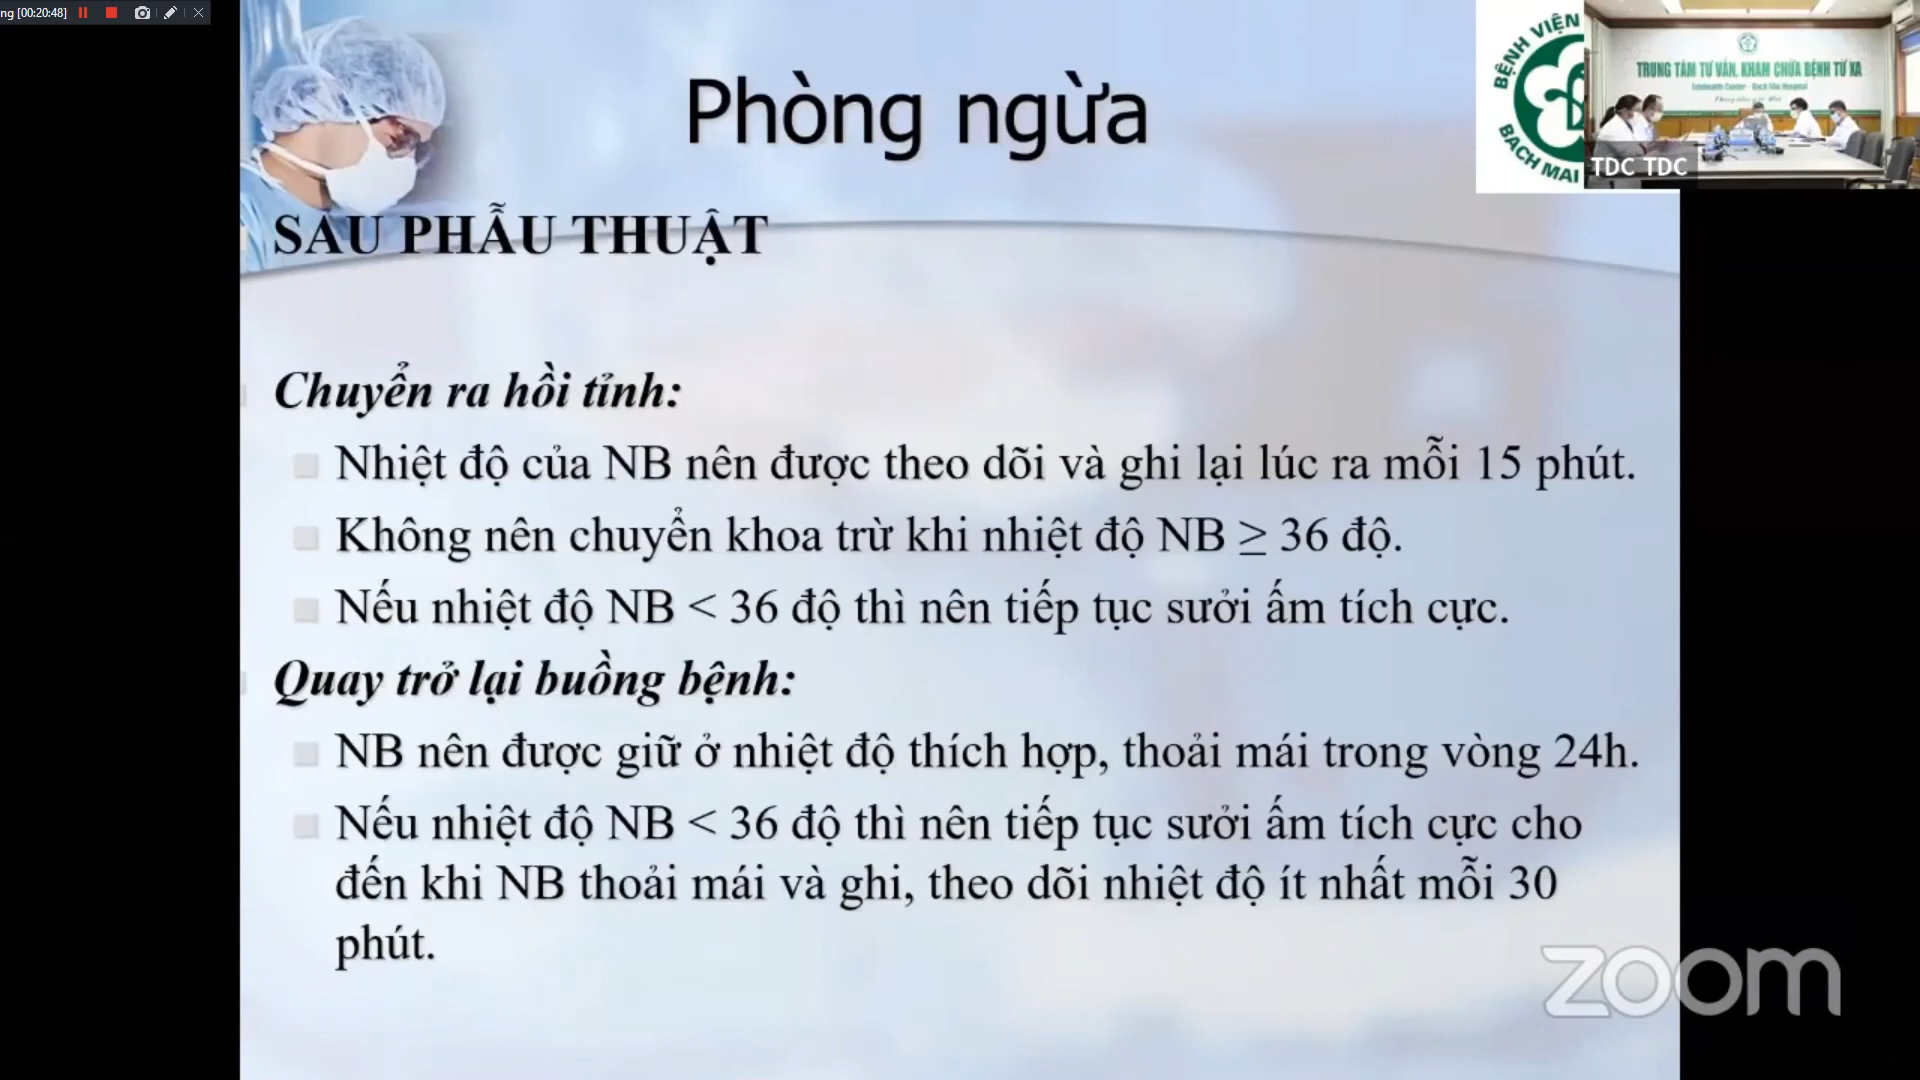 ng [00:20:48]
Phòng ngừa
BỆNH VIỆN
BẠCH MAI
TRUNG TÂM TƯ VẤN, KHÁM CHỮA BỆNH TỪ XA
Telehealth Center - Bach Mai Hospital
TDC TDC
SAU PHẪU THUẬT
Chuyển ra hồi tỉnh:
Nhiệt độ của NB nên được theo dõi và ghi lại lúc ra mỗi 15 phút.
Không nên chuyển khoa trừ khi nhiệt độ NB ≥ 36 độ.
Nếu nhiệt độ NB < 36 độ thì nên tiếp tục sưởi ấm tích cực.
Quay trở lại buồng bệnh:
NB nên được giữ ở nhiệt độ thích hợp, thoải mái trong vòng 24h.
Nếu nhiệt độ NB < 36 độ thì nên tiếp tục sưởi ấm tích cực cho
đến khi NB thoải mái và ghi, theo dõi nhiệt độ ít nhất mỗi 30
phút.
zoom